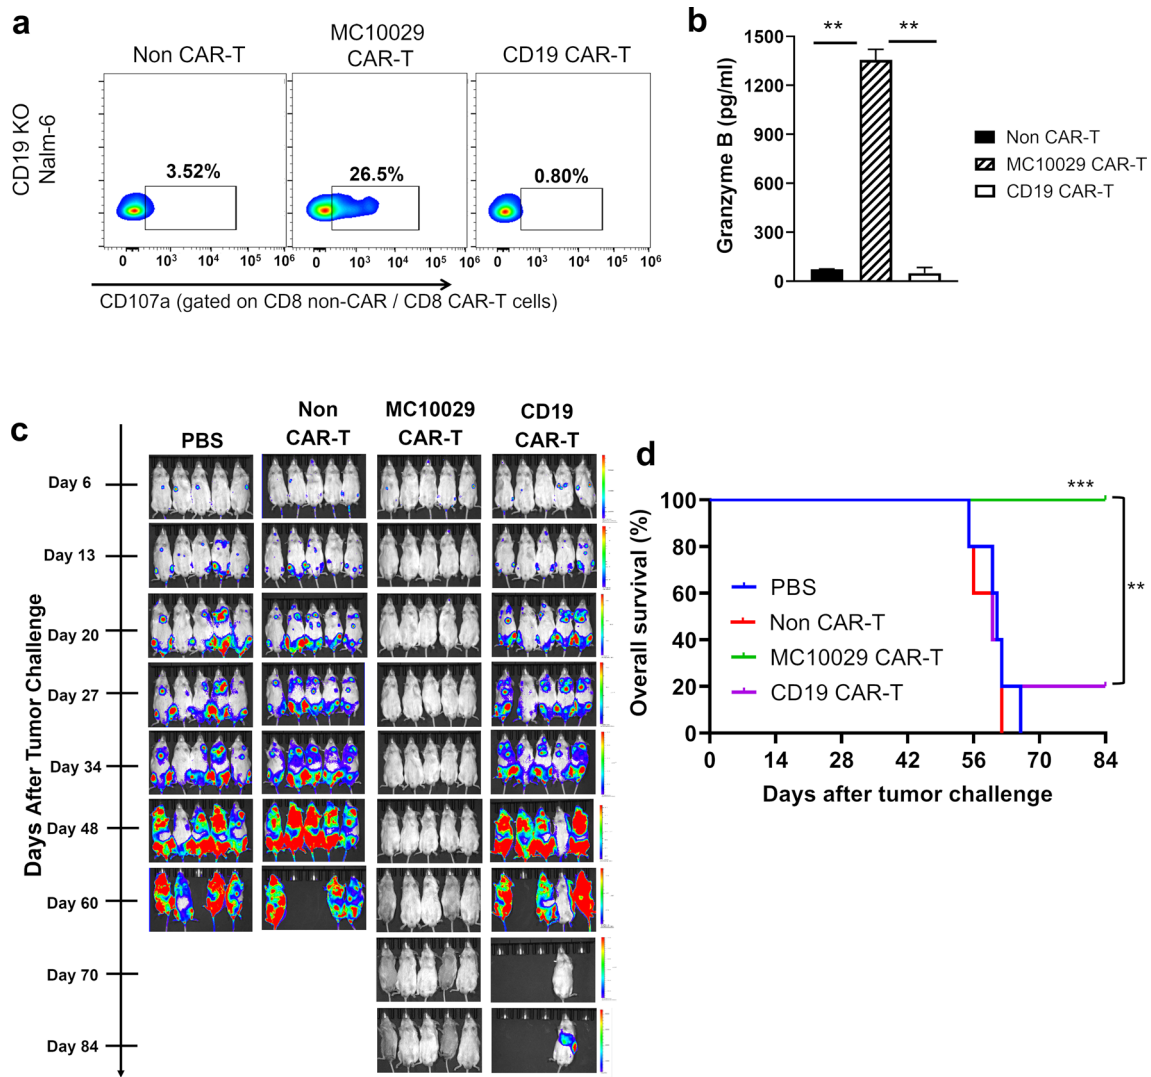 a
Non CAR-T
MC10029
CAR-T
CD19 CAR-T
CD19 KO
Nalm-6
3.52%
26.5%
0.80%
0 10³ 10⁴ 10⁵ 10⁶
0 10³ 10⁴ 10⁵ 10⁶
0 10³ 10⁴ 10⁵ 10⁶
CD107a (gated on CD8 non-CAR / CD8 CAR-T cells)
b
** **
Granzyme B (pg/ml)
1500
1200
900
600
300
0
Non CAR-T
MC10029 CAR-T
CD19 CAR-T
c
PBS
Non
CAR-T
MC10029
CAR-T
CD19
CAR-T
Days After Tumor Challenge
Day 6
Day 13
Day 20
Day 27
Day 34
Day 48
Day 60
Day 70
Day 84
d
Overall survival (%)
100
80
60
40
20
0
***
**
PBS
Non CAR-T
MC10029 CAR-T
CD19 CAR-T
0 14 28 42 56 70 84
Days after tumor challenge